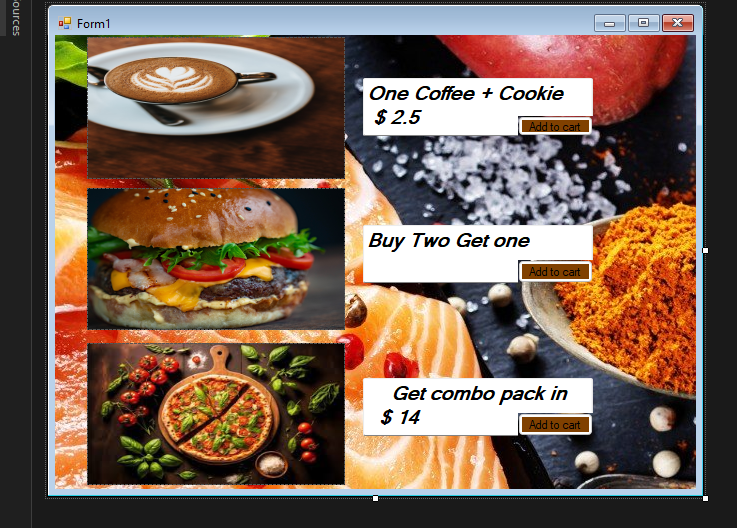 ources
Form1
One Coffee + Cookie
$ 2.5
Add to cart
Buy Two Get one
Add to cart
Get combo pack in
$ 14
Add to cart